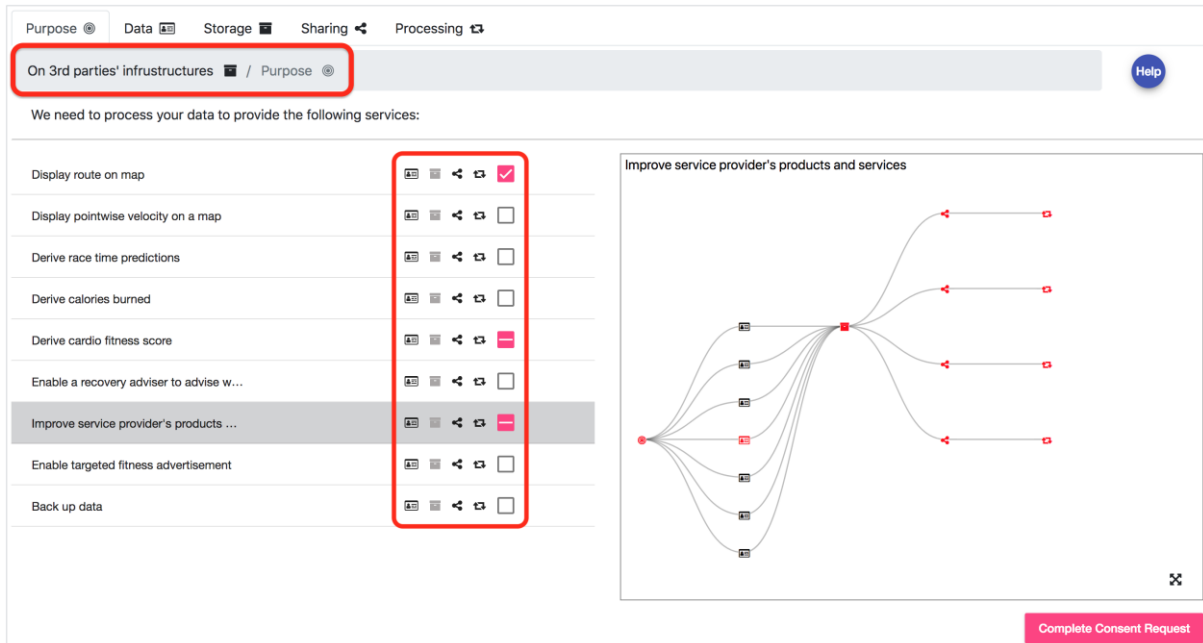 Purpose Data Storage Sharing Processing
On 3rd parties' infrustructures / Purpose
Help
We need to process your data to provide the following services:
Improve service provider's products and services
Display route on map
Display pointwise velocity on a map
Derive race time predictions
Derive calories burned
Derive cardio fitness score
Enable a recovery adviser to advise w...
Improve service provider's products ...
Enable targeted fitness advertisement
Back up data
Complete Consent Request